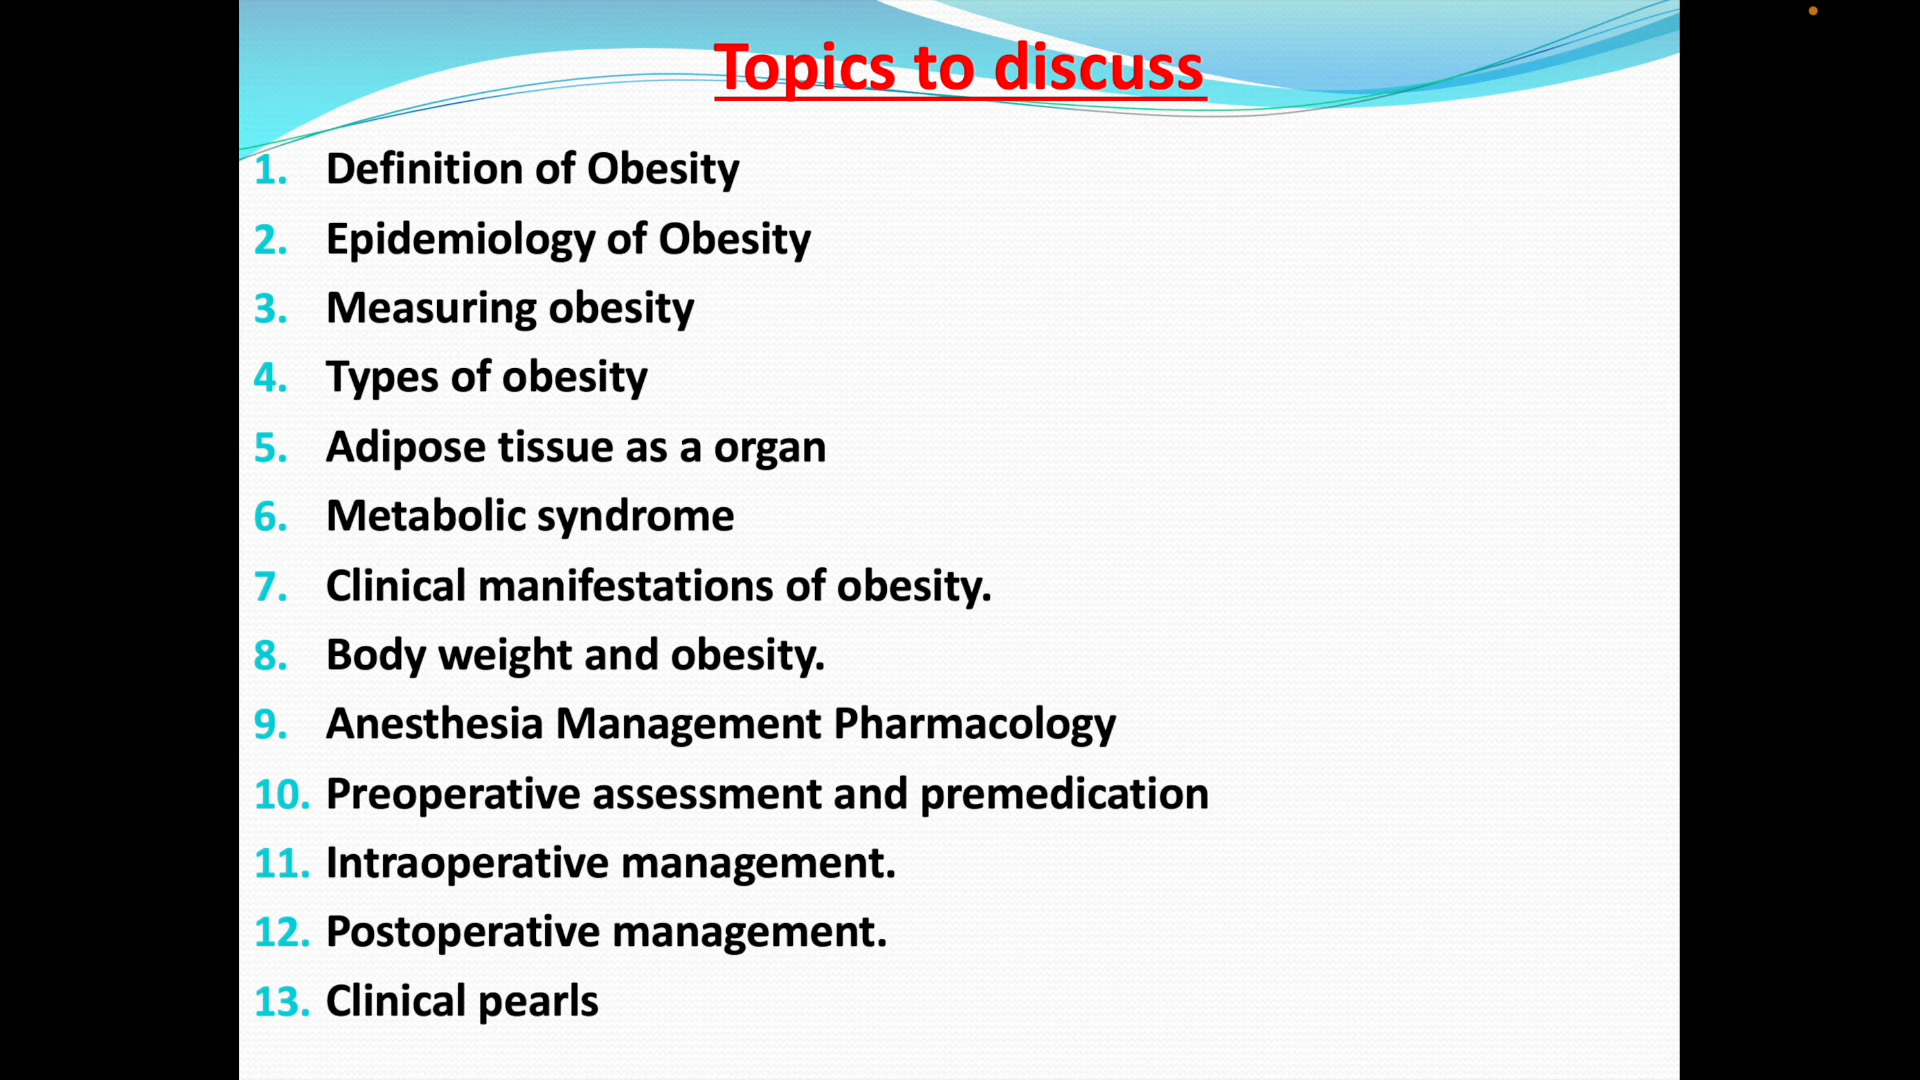 Topics to discuss
1. Definition of Obesity
2. Epidemiology of Obesity
3. Measuring obesity
4. Types of obesity
5. Adipose tissue as a organ
6. Metabolic syndrome
7. Clinical manifestations of obesity.
8. Body weight and obesity.
9. Anesthesia Management Pharmacology
10. Preoperative assessment and premedication
11. Intraoperative management.
12. Postoperative management.
13. Clinical pearls